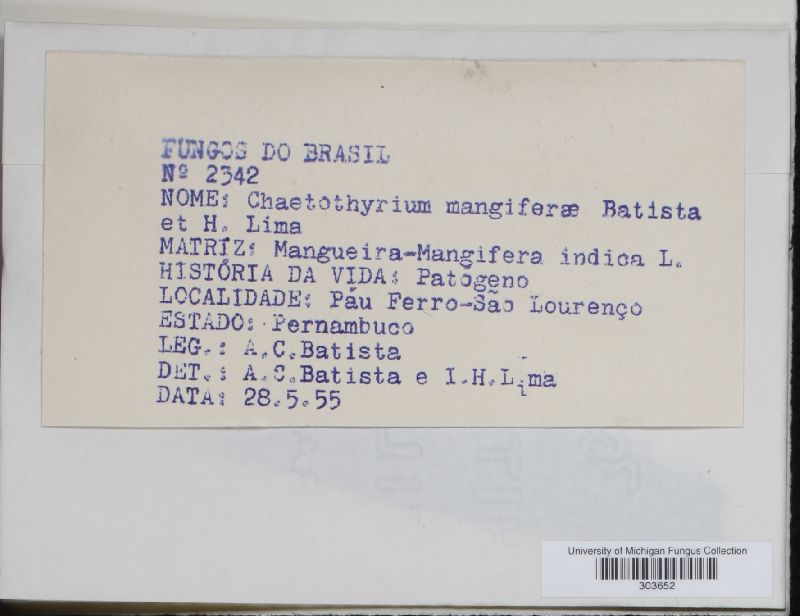 FUNGOS DO BRASIL
Nº 2342
NOME: Chaetothyrium mangiferæ Batista
et H. Lima
MATRÍZ: Mangueira-Mangifera indica L.
HISTÓRIA DA VIDA: Patógeno
LOCALIDADE: Páu Ferro-São Lourenço
ESTADO: Pernambuco
LEG.: A.C.Batista
DET.: A.C.Batista e I.H.Lima
DATA: 28.5.55
University of Michigan Fungus Collection
303652